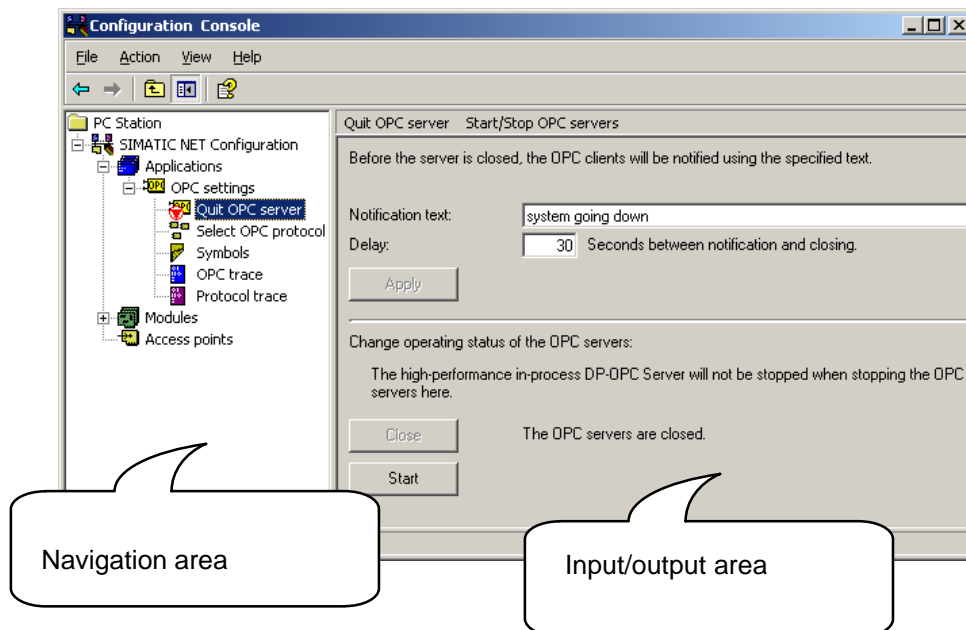 Configuration Console
File Action View Help
PC Station
SIMATIC NET Configuration
Applications
OPC settings
Quit OPC server
Select OPC protocol
Symbols
OPC trace
Protocol trace
Modules
Access points
Quit OPC server Start/Stop OPC servers
Before the server is closed, the OPC clients will be notified using the specified text.
Notification text: system going down
Delay: 30 Seconds between notification and closing.
Apply
Change operating status of the OPC servers:
The high-performance in-process DP-OPC Server will not be stopped when stopping the OPC
servers here.
Close The OPC servers are closed.
Start
Navigation area
Input/output area